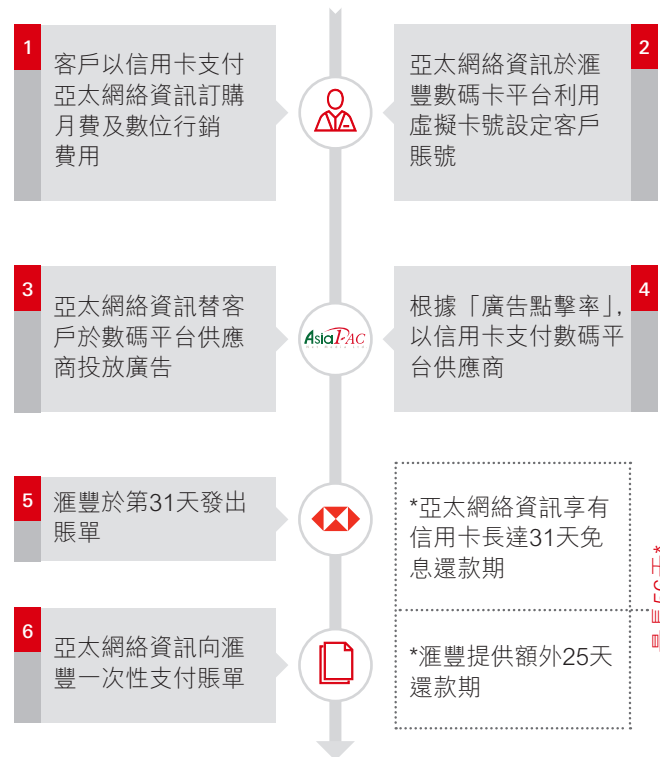 1
客戶以信用卡支付
亞太網絡資訊訂購
月費及數位行銷
費用
2
亞太網絡資訊於滙
豐數碼卡平台利用
虛擬卡號設定客戶
賬號
3
亞太網絡資訊替客
戶於數碼平台供應
商投放廣告
AsiaPAC
4
根據「廣告點擊率」,
以信用卡支付數碼平
台供應商
5
滙豐於第31天發出
賬單
*亞太網絡資訊享有
信用卡長達31天免
息還款期
6
亞太網絡資訊向滙
豐一次性支付賬單
*滙豐提供額外25天
還款期